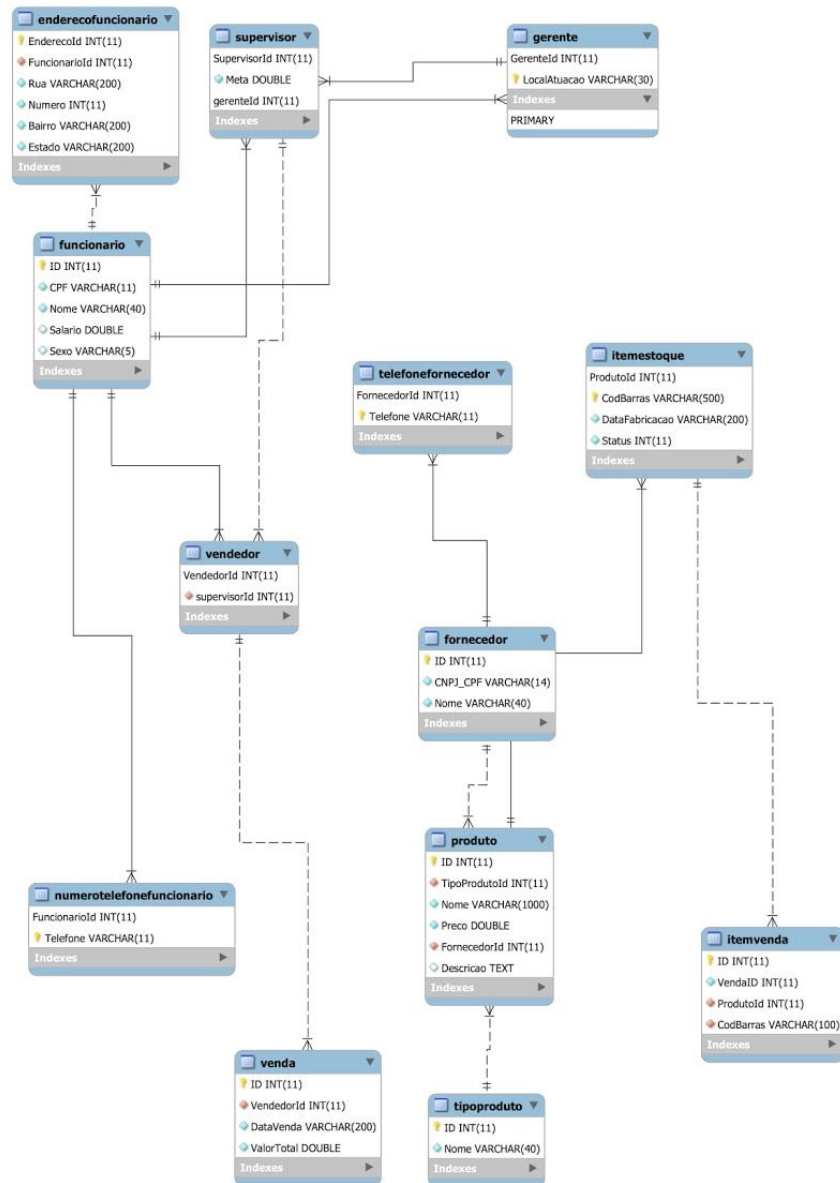 enderecofuncionario
EnderecoId INT(11)
FuncionarioId INT(11)
Rua VARCHAR(200)
Numero INT(11)
Bairro VARCHAR(200)
Estado VARCHAR(200)
Indexes
supervisor
SupervisorId INT(11)
Meta DOUBLE
gerenteId INT(11)
Indexes
gerente
GerenteId INT(11)
LocalAtuacao VARCHAR(30)
Indexes
PRIMARY
funcionario
ID INT(11)
CPF VARCHAR(11)
Nome VARCHAR(40)
Salario DOUBLE
Sexo VARCHAR(5)
Indexes
telefonefornecedor
FornecedorId INT(11)
Telefone VARCHAR(11)
Indexes
itemestoque
ProdutoId INT(11)
CodBarras VARCHAR(500)
DataFabricacao VARCHAR(200)
Status INT(11)
Indexes
vendedor
VendedorId INT(11)
supervisorId INT(11)
Indexes
fornecedor
ID INT(11)
CNPJ_CPF VARCHAR(14)
Nome VARCHAR(40)
Indexes
produto
ID INT(11)
TipoProdutoId INT(11)
Nome VARCHAR(1000)
Preco DOUBLE
FornecedorId INT(11)
Descricao TEXT
Indexes
numerotelefonefuncionario
FuncionarioId INT(11)
Telefone VARCHAR(11)
Indexes
itemvenda
ID INT(11)
VendaID INT(11)
ProdutoId INT(11)
CodBarras VARCHAR(100)
Indexes
venda
ID INT(11)
VendedorId INT(11)
DataVenda VARCHAR(200)
ValorTotal DOUBLE
Indexes
tipoproduto
ID INT(11)
Nome VARCHAR(40)
Indexes